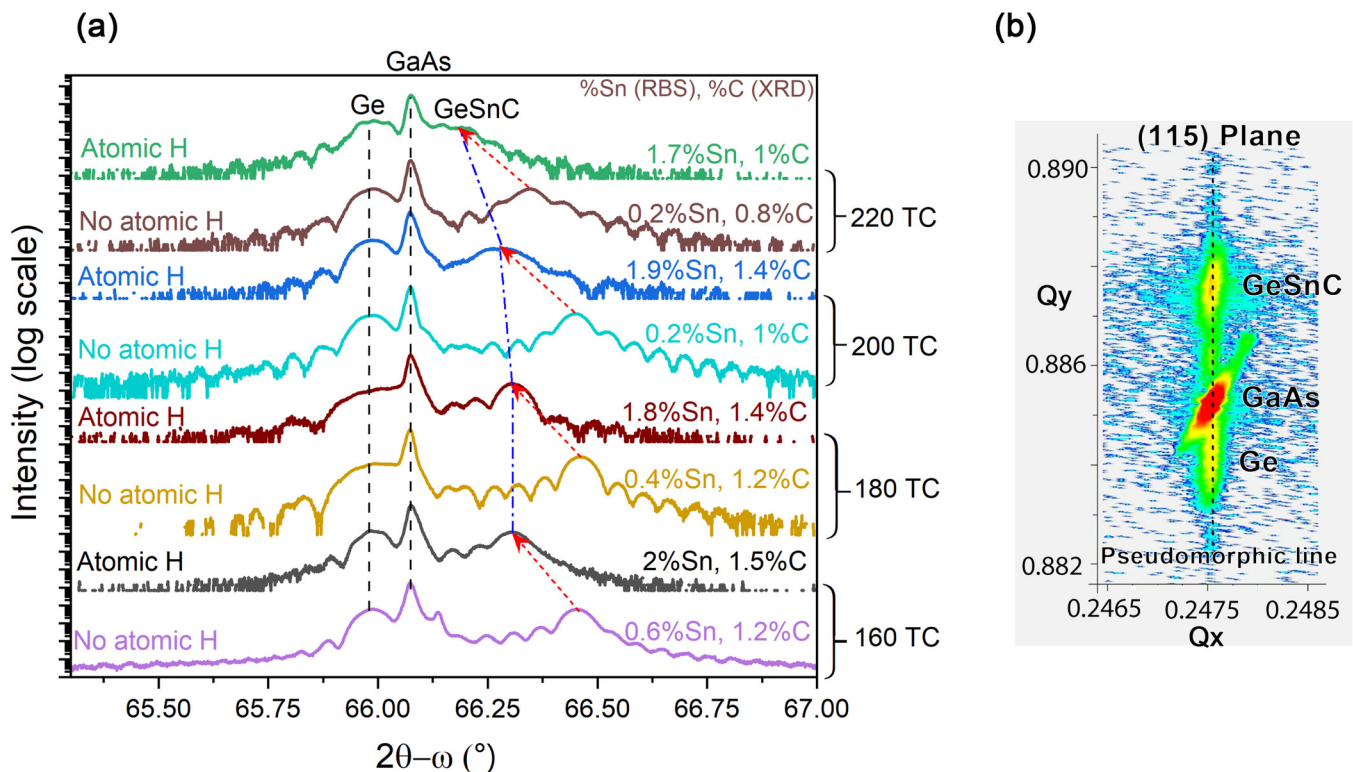 (a)
GaAs
Ge
GeSnC
%Sn (RBS), %C (XRD)
Atomic H
1.7%Sn, 1%C
No atomic H
0.2%Sn, 0.8%C
220 TC
Atomic H
1.9%Sn, 1.4%C
No atomic H
0.2%Sn, 1%C
200 TC
Atomic H
1.8%Sn, 1.4%C
No atomic H
0.4%Sn, 1.2%C
180 TC
Atomic H
2%Sn, 1.5%C
No atomic H
0.6%Sn, 1.2%C
160 TC
Intensity (log scale)
65.50 65.75 66.00 66.25 66.50 66.75 67.00
2θ−ω (°)
(b)
(115) Plane
0.890
GeSnC
Qy
0.886
GaAs
Ge
Pseudomorphic line
0.882
0.2465 0.2475 0.2485
Qx